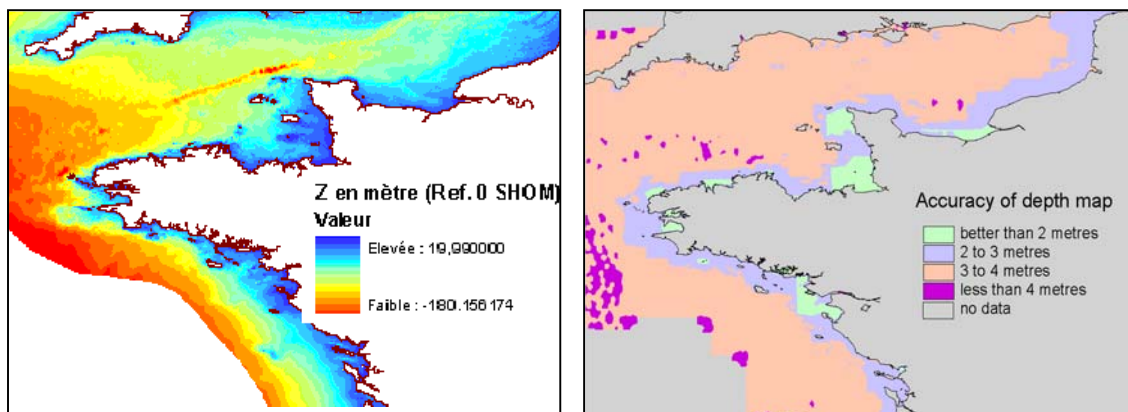 Z en mètre (Ref. 0 SHOM)
Valeur
Elevée : 19,990000
Faible : -180.156174
Accuracy of depth map
better than 2 metres
2 to 3 metres
3 to 4 metres
less than 4 metres
no data